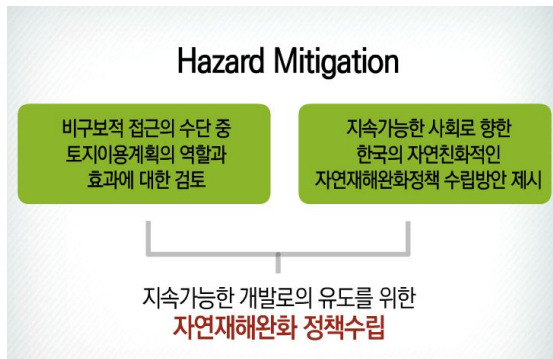 Hazard Mitigation
비구보적 접근의 수단 중
토지이용계획의 역할과
효과에 대한 검토
지속가능한 사회로 향한
한국의 자연친화적인
자연재해완화정책 수립방안 제시
지속가능한 개발로의 유도를 위한
자연재해완화 정책수립